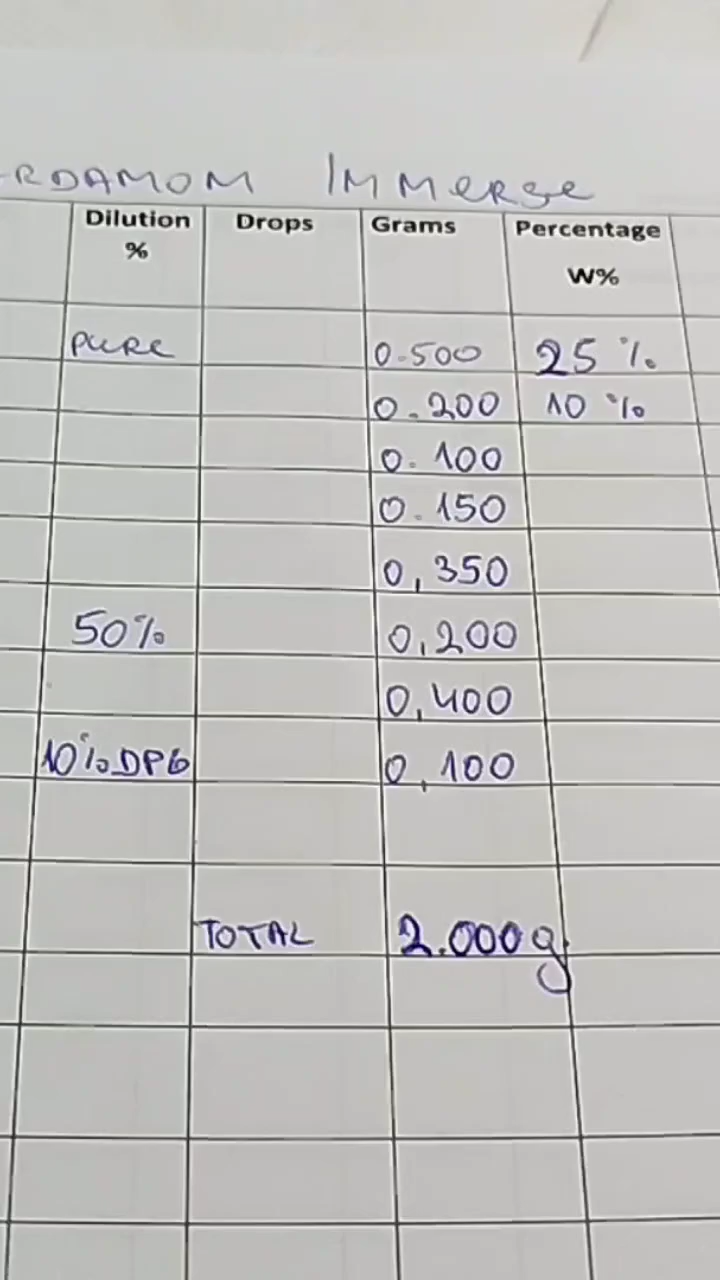 RDAMOM IMMERGE
Dilution % Drops Grams Percentage W%
PURE 0.500 25 %
0.200 10 %
0.100
0.150
0,350
50% 0,200
0,400
10% DPG 0,100
TOTAL 2.000g